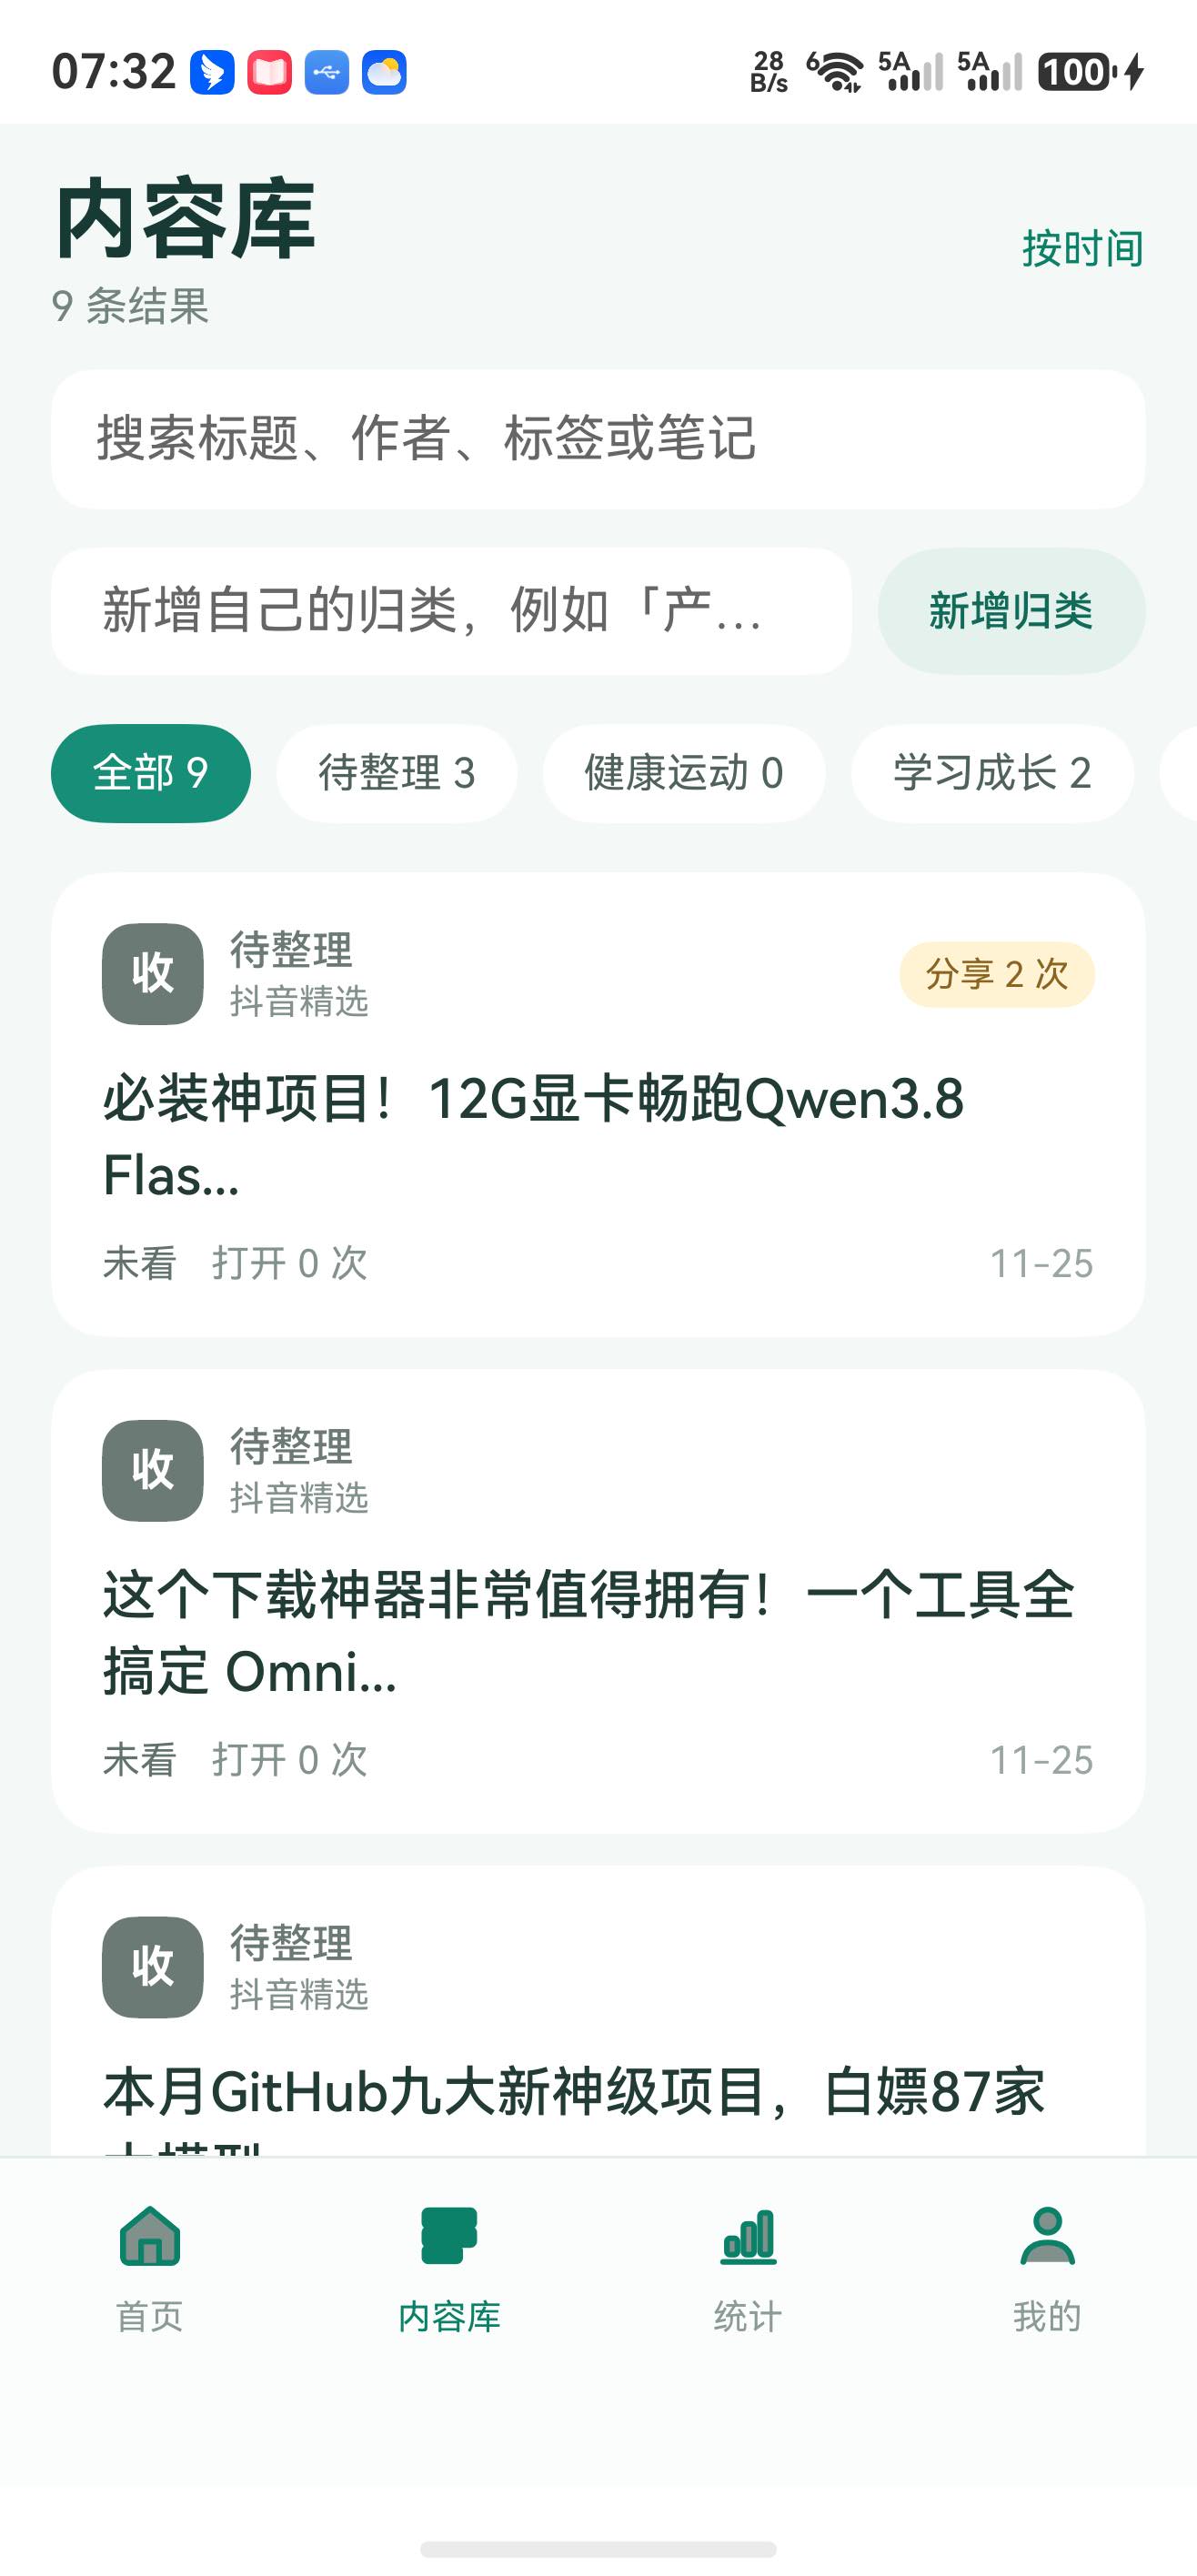 07:32
28
B/s
6
5A
5A
100
内容库
按时间
9 条结果
搜索标题、作者、标签或笔记
新增自己的归类，例如「产...
新增归类
全部 9
待整理 3
健康运动 0
学习成长 2
收
待整理
抖音精选
分享 2 次
必装神项目！12G显卡畅跑Qwen3.8
Flas...
未看 打开 0 次
11-25
收
待整理
抖音精选
这个下载神器非常值得拥有！一个工具全
搞定 Omni...
未看 打开 0 次
11-25
收
待整理
抖音精选
本月GitHub九大新神级项目，白嫖87家
首页
内容库
统计
我的